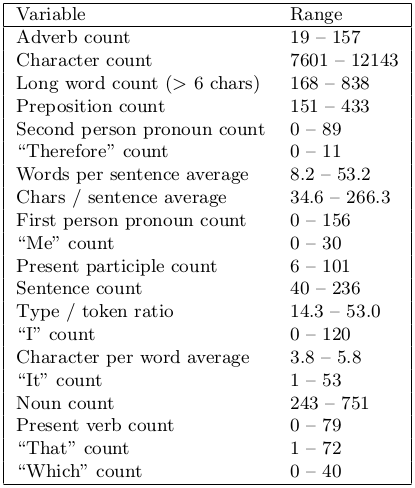 Variable Range
Adverb count 19 – 157
Character count 7601 – 12143
Long word count (> 6 chars) 168 – 838
Preposition count 151 – 433
Second person pronoun count 0 – 89
“Therefore” count 0 – 11
Words per sentence average 8.2 – 53.2
Chars / sentence average 34.6 – 266.3
First person pronoun count 0 – 156
“Me” count 0 – 30
Present participle count 6 – 101
Sentence count 40 – 236
Type / token ratio 14.3 – 53.0
“I” count 0 – 120
Character per word average 3.8 – 5.8
“It” count 1 – 53
Noun count 243 – 751
Present verb count 0 – 79
“That” count 1 – 72
“Which” count 0 – 40